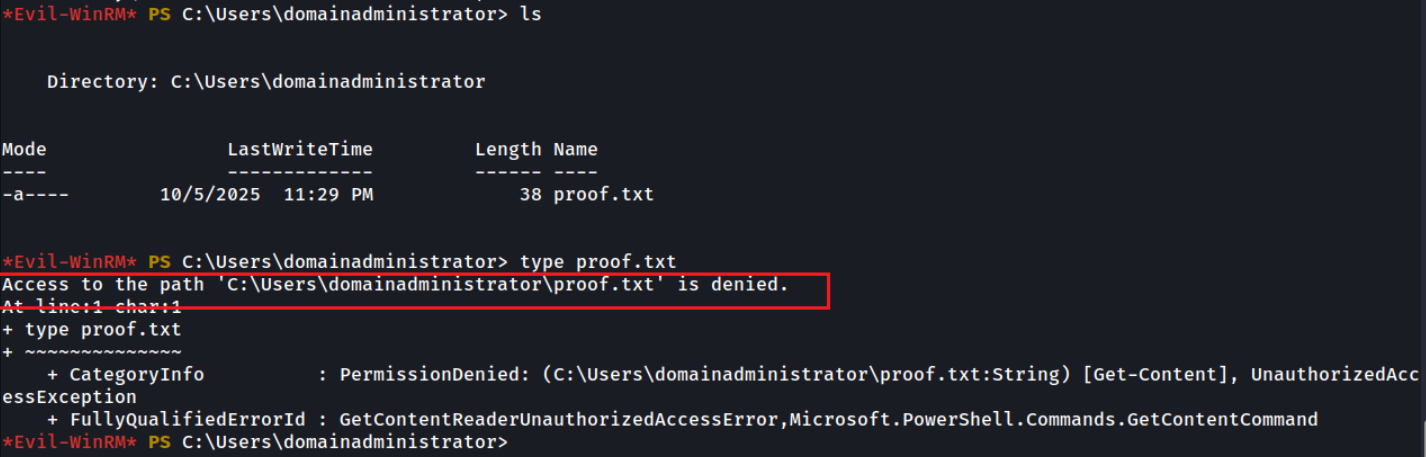 *Evil-WinRM* PS C:\Users\domainadministrator> ls
Directory: C:\Users\domainadministrator
Mode                LastWriteTime         Length Name
----                -------------         ------ ----
-a----        10/5/2025  11:29 PM             38 proof.txt
*Evil-WinRM* PS C:\Users\domainadministrator> type proof.txt
Access to the path 'C:\Users\domainadministrator\proof.txt' is denied.
At line:1 char:1
+ type proof.txt
+ ~~~~~~~~~~~~~~
+ CategoryInfo          : PermissionDenied: (C:\Users\domainadministrator\proof.txt:String) [Get-Content], UnauthorizedAcc
essException
+ FullyQualifiedErrorId : GetContentReaderUnauthorizedAccessError,Microsoft.PowerShell.Commands.GetContentCommand
*Evil-WinRM* PS C:\Users\domainadministrator>